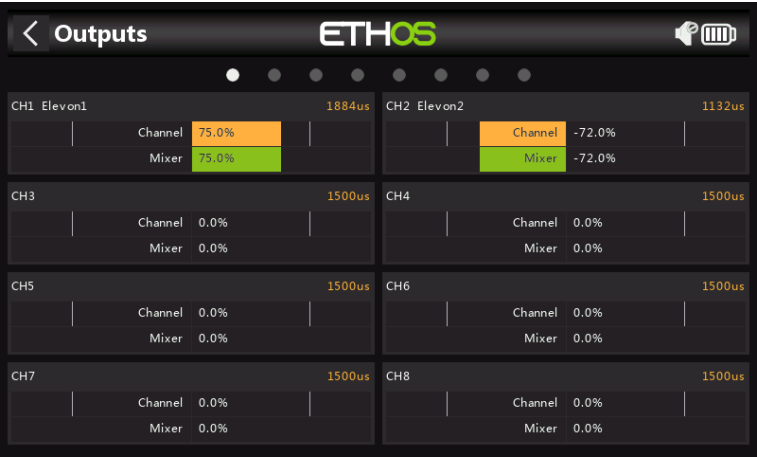 Outputs ETHOS
CH1 Elevon1 1884us CH2 Elevon2 1132us
Channel 75.0% Channel -72.0%
Mixer 75.0% Mixer -72.0%
CH3 1500us CH4 1500us
Channel 0.0% Channel 0.0%
Mixer 0.0% Mixer 0.0%
CH5 1500us CH6 1500us
Channel 0.0% Channel 0.0%
Mixer 0.0% Mixer 0.0%
CH7 1500us CH8 1500us
Channel 0.0% Channel 0.0%
Mixer 0.0% Mixer 0.0%